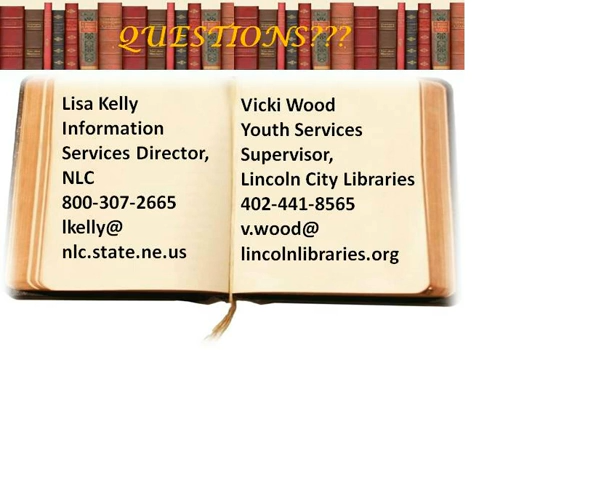 QUESTIONS???
Lisa Kelly
Information
Services Director,
NLC
800-307-2665
lkelly@
nlc.state.ne.us
Vicki Wood
Youth Services
Supervisor,
Lincoln City Libraries
402-441-8565
v.wood@
lincolnlibraries.org